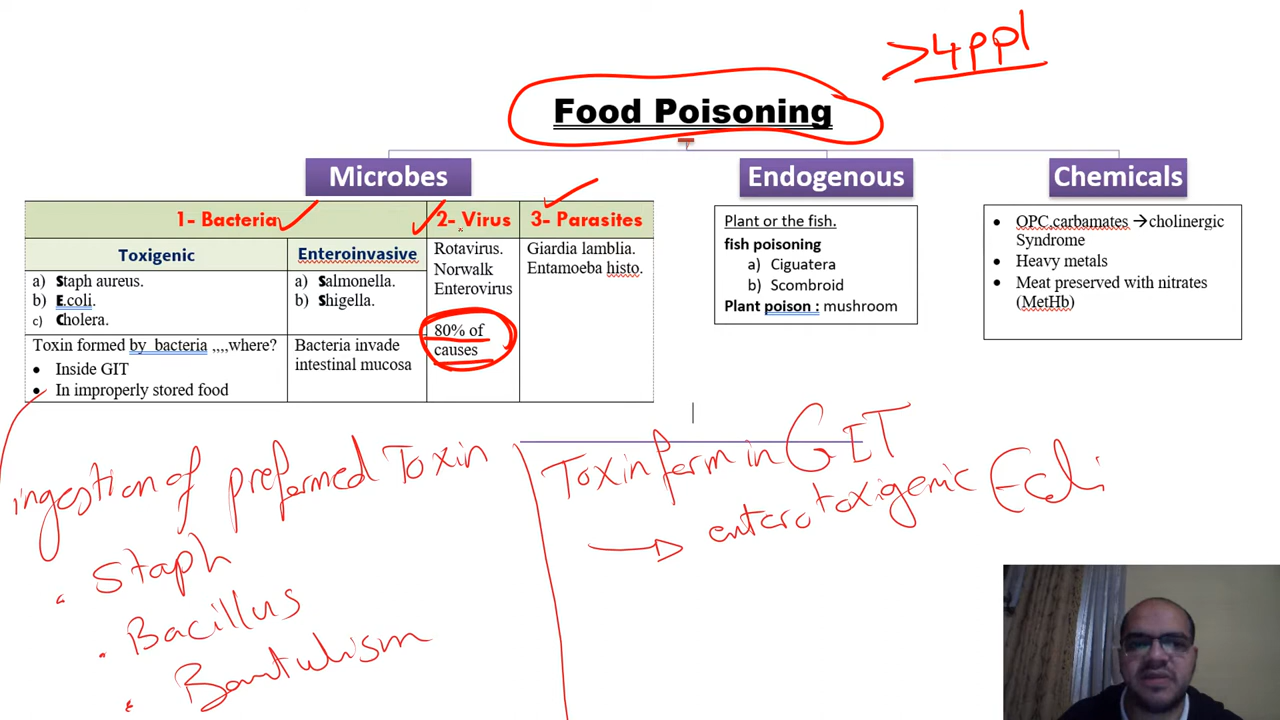 >4ppl
Food Poisoning
Microbes
Endogenous
Chemicals
1- Bacteria
2- Virus
3- Parasites
Toxigenic
Enteroinvasive
Rotavirus.
Norwalk
Enterovirus
80% of
causes
Giardia lamblia.
Entamoeba histo.
a) Staph aureus.
b) E.coli.
c) Cholera.
a) Salmonella.
b) Shigella.
Toxin formed by bacteria ,,,,where?
• Inside GIT
• In improperly stored food
Bacteria invade
intestinal mucosa
Plant or the fish.
fish poisoning
a) Ciguatera
b) Scombroid
Plant poison : mushroom
• OPC,carbamates →cholinergic
Syndrome
• Heavy metals
• Meat preserved with nitrates
(MetHb)
ingestion of preformed Toxin
• Staph
• Bacillus
• Boutulism
Toxin form in GIT
→ enterotoxigenic Ecoli